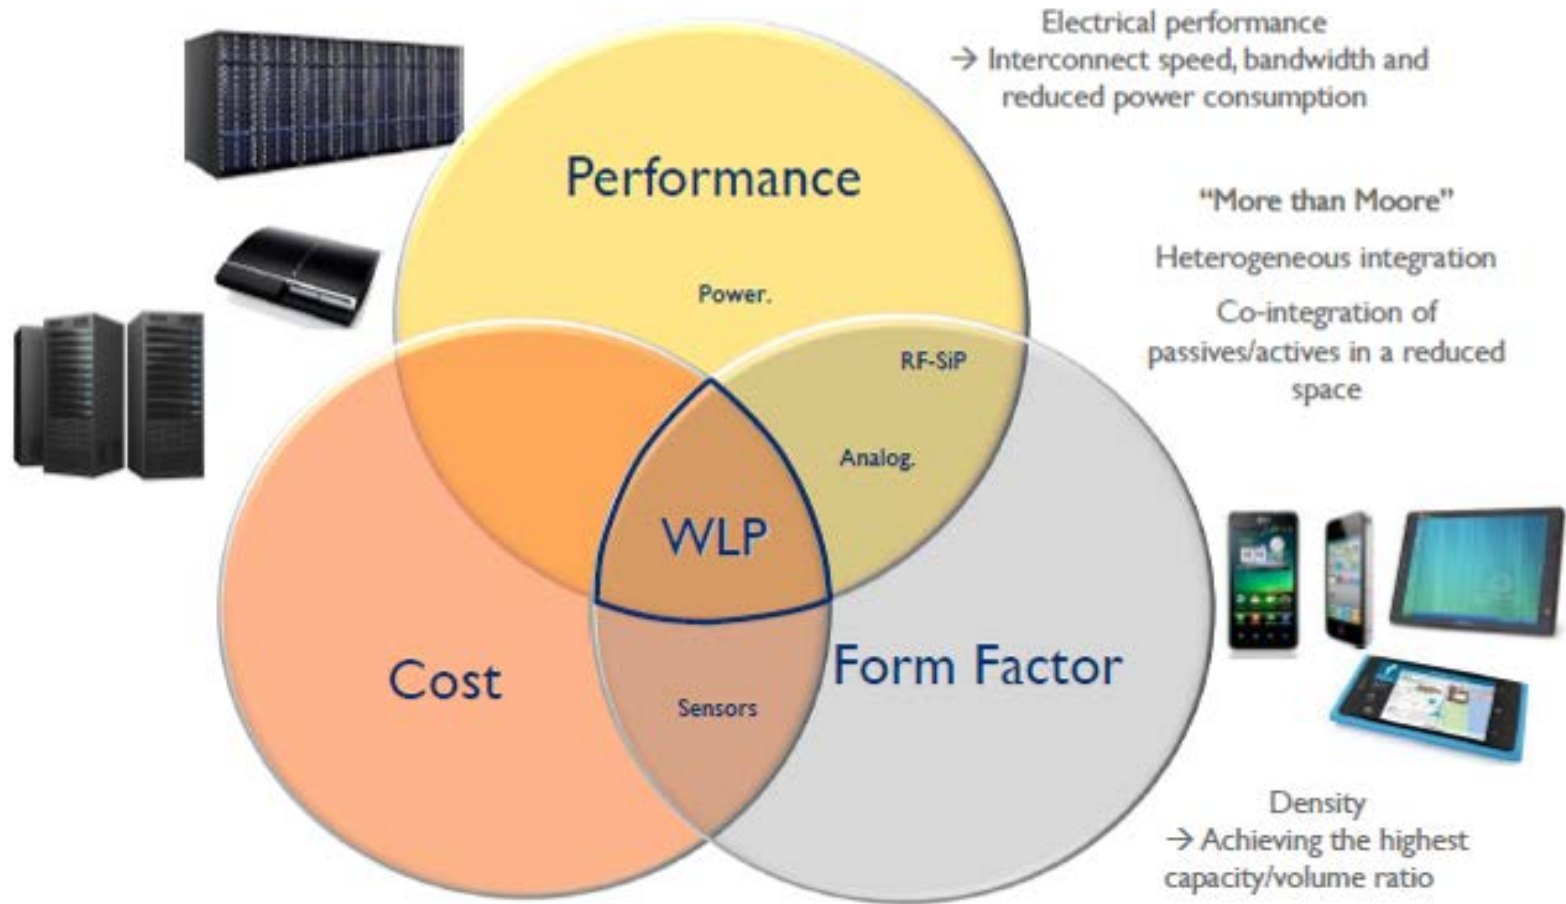 Electrical performance
→ Interconnect speed, bandwidth and
reduced power consumption
Performance
"More than Moore"
Heterogeneous integration
Power.
Co-integration of
passives/actives in a reduced
space
RF-SiP
Analog.
WLP
Cost
Form Factor
Sensors
Density
→ Achieving the highest
capacity/volume ratio